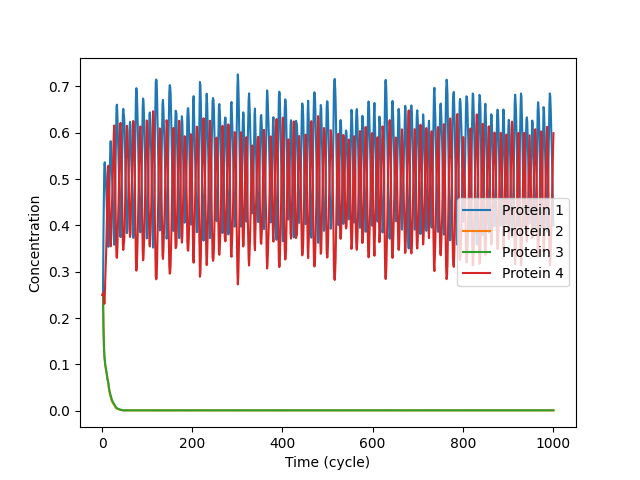 Concentration
0.7
0.6
0.5
0.4
0.3
0.2
0.1
0.0
Protein 1
Protein 2
Protein 3
Protein 4
0 200 400 600 800 1000
Time (cycle)